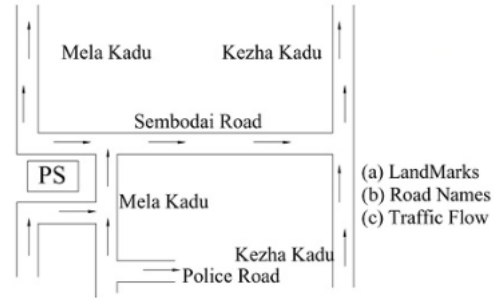 Mela Kadu
Kezha Kadu
Sembodai Road
PS
(a) LandMarks
(b) Road Names
(c) Traffic Flow
Mela Kadu
Kezha Kadu
Police Road